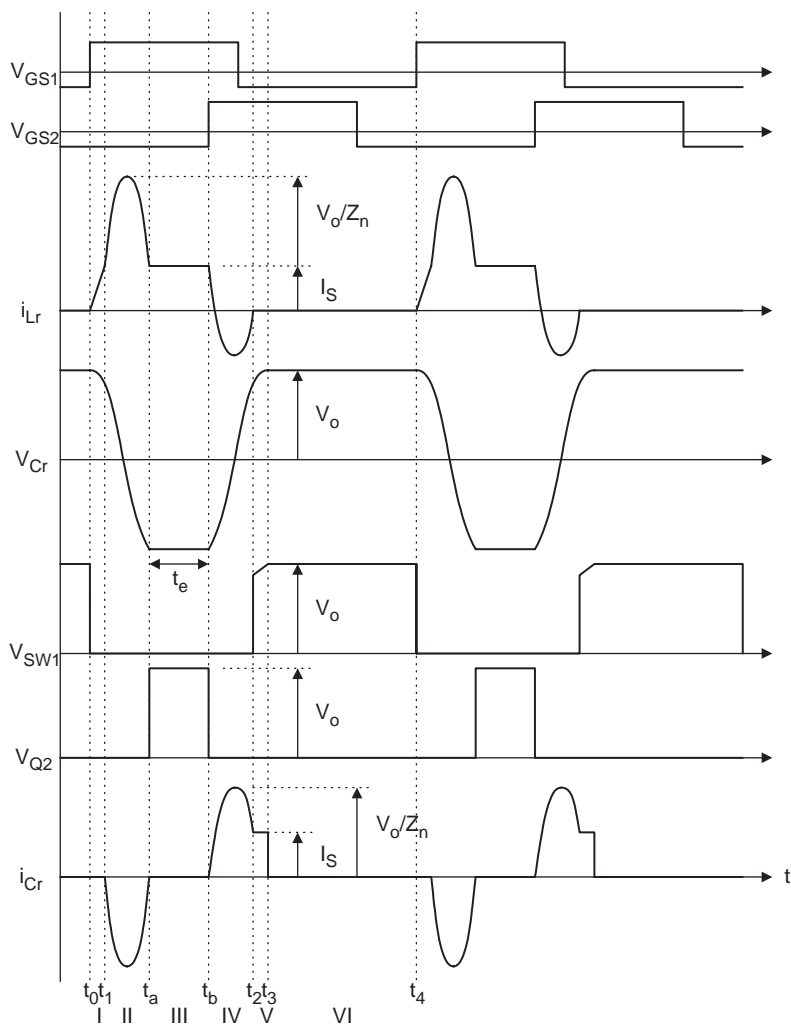 V_GS1
V_GS2
V_o/Z_n
I_S
i_Lr
V_o
V_Cr
t_e
V_o
V_SW1
V_o
V_Q2
V_o/Z_n
I_S
i_Cr
t
t_0 t_1 t_a t_b t_2 t_3 t_4
I II III IV V VI